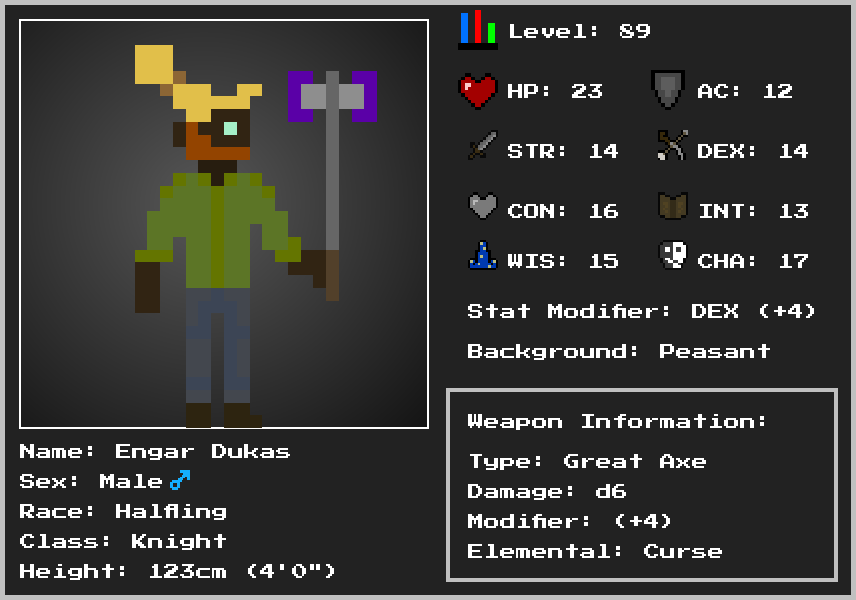 Level: 89
HP: 23 AC: 12
STR: 14 DEX: 14
CON: 16 INT: 13
WIS: 15 CHA: 17
Stat Modifier: DEX (+4)
Background: Peasant
Weapon Information:
Type: Great Axe
Damage: d6
Modifier: (+4)
Elemental: Curse
Name: Engar Dukas
Sex: Male ♂
Race: Halfling
Class: Knight
Height: 123cm (4'0")